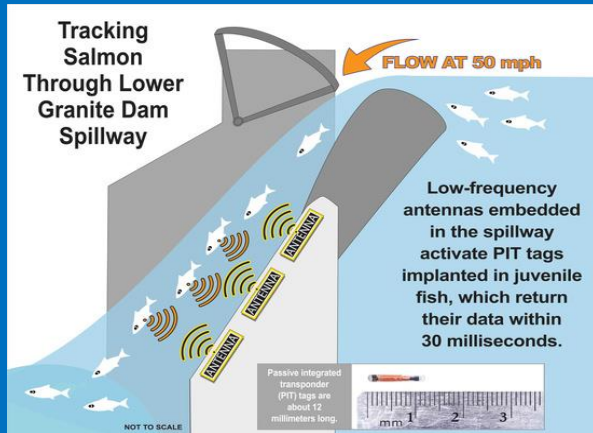 Tracking
Salmon
Through Lower
Granite Dam
Spillway
FLOW AT 50 mph
Low-frequency
antennas embedded
in the spillway
activate PIT tags
implanted in juvenile
fish, which return
their data within
30 milliseconds.
ANTENNA
ANTENNA
ANTENNA
Passive integrated
transponder
(PIT) tags are
about 12
millimeters long.
mm 1 2 3
NOT TO SCALE